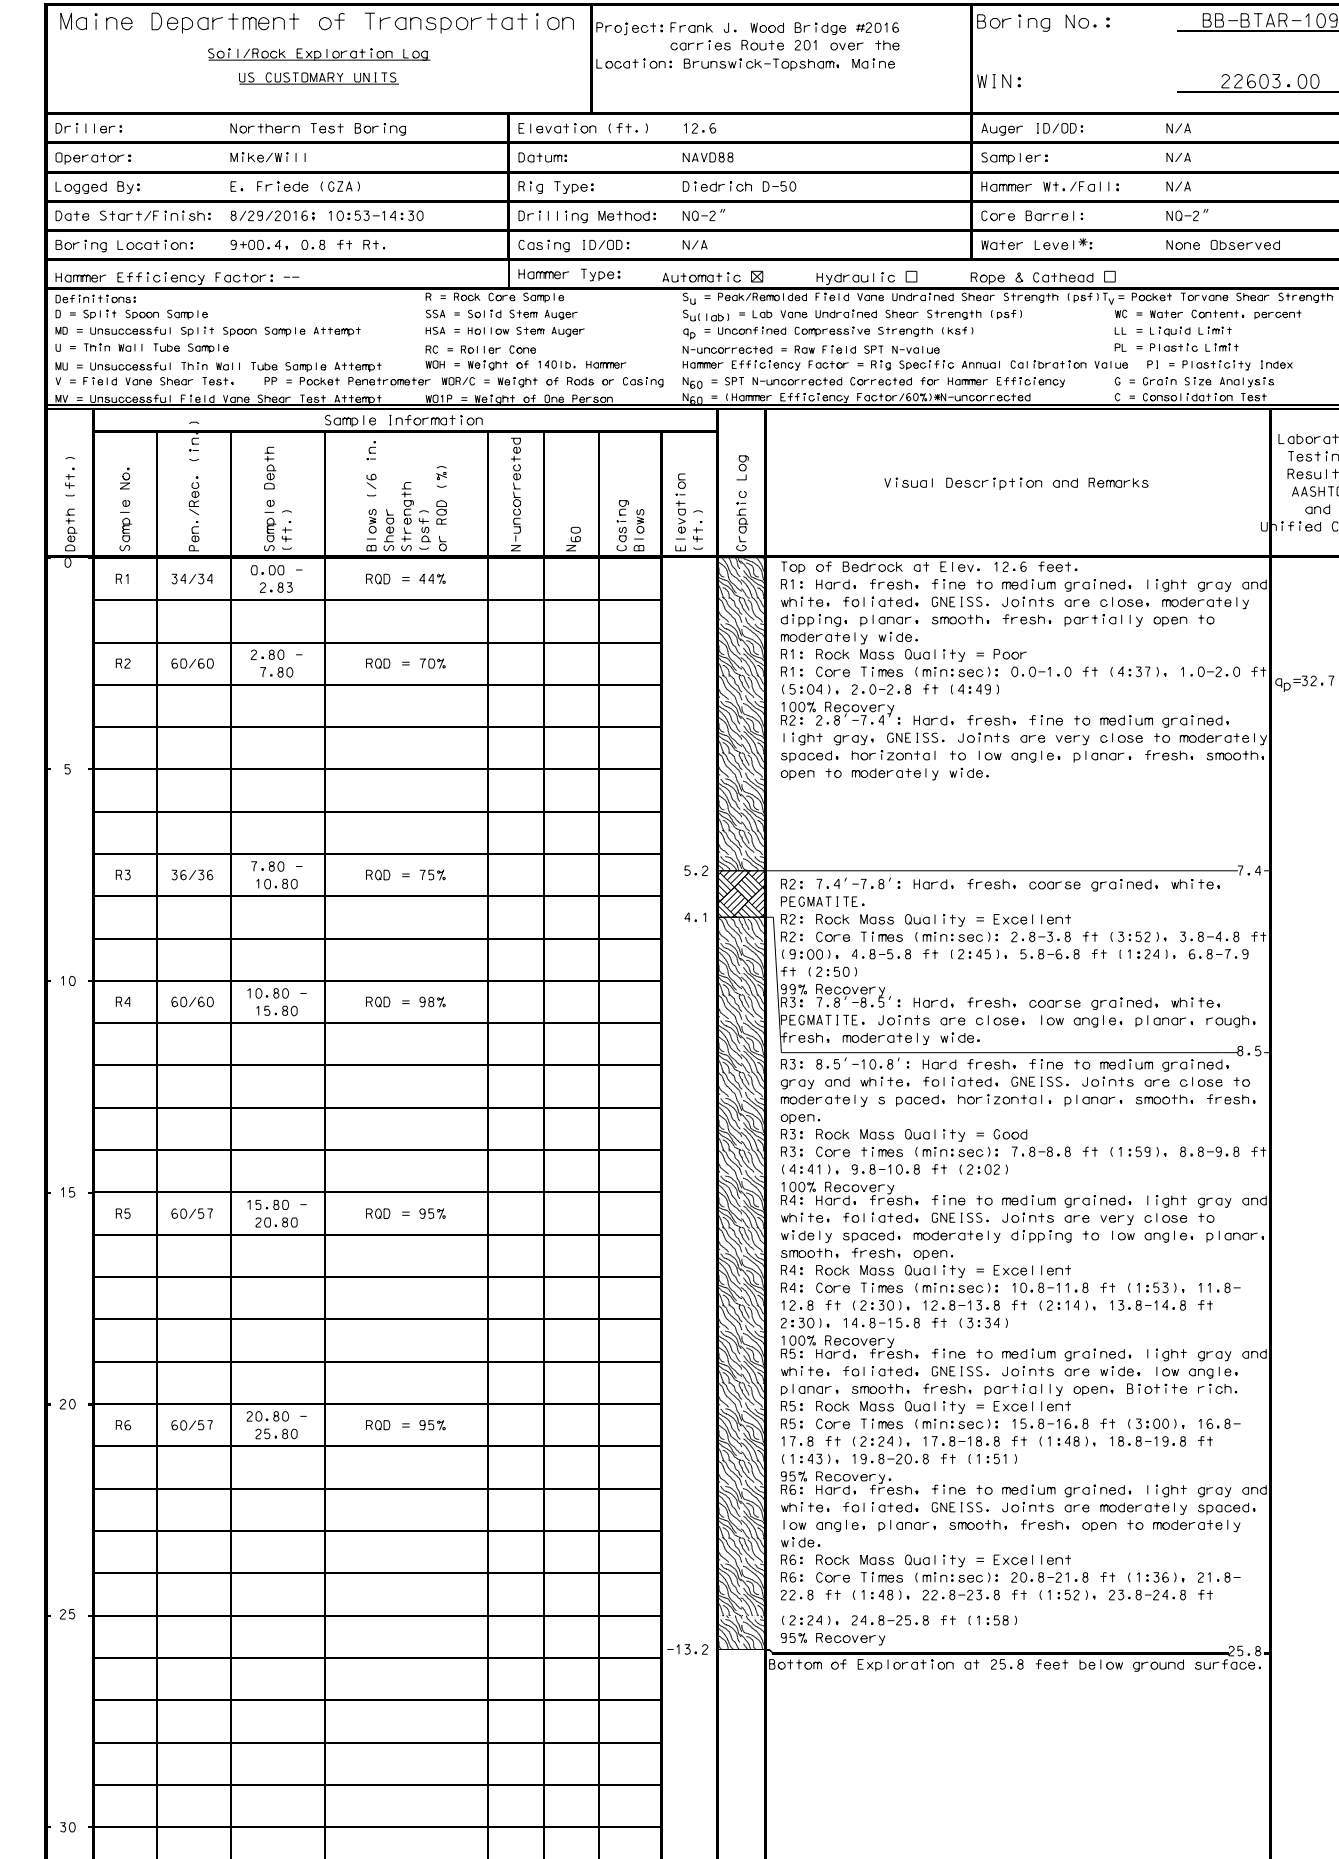 Maine Department of Transportation
Soil/Rock Exploration Log
US CUSTOMARY UNITS
Project: Frank J. Wood Bridge #2016
carries Route 201 over the
Location: Brunswick-Topsham, Maine
Boring No.: BB-BTAR-109
WIN: 22603.00
Driller: Northern Test Boring
Elevation (ft.) 12.6
Auger ID/OD: N/A
Operator: Mike/Will
Datum: NAVD88
Sampler: N/A
Logged By: E. Friede (GZA)
Rig Type: Diedrich D-50
Hammer Wt./Fall: N/A
Date Start/Finish: 8/29/2016; 10:53-14:30
Drilling Method: NQ-2"
Core Barrel: NQ-2"
Boring Location: 9+00.4, 0.8 ft Rt.
Casing ID/OD: N/A
Water Level*: None Observed
Hammer Efficiency Factor: --
Hammer Type: Automatic ☒ Hydraulic ☐ Rope & Cathead ☐
Definitions:
D = Split Spoon Sample
MD = Unsuccessful Split Spoon Sample Attempt
U = Thin Wall Tube Sample
MU = Unsuccessful Thin Wall Tube Sample Attempt
V = Field Vane Shear Test, PP = Pocket Penetrometer
MV = Unsuccessful Field Vane Shear Test Attempt
R = Rock Core Sample
SSA = Solid Stem Auger
HSA = Hollow Stem Auger
RC = Roller Cone
WOH = Weight of 140lb. Hammer
WOR/C = Weight of Rods or Casing
WO1P = Weight of One Person
Su = Peak/Remolded Field Vane Undrained Shear Strength (psf)
Su(lab) = Lab Vane Undrained Shear Strength (psf)
qp = Unconfined Compressive Strength (ksf)
N-uncorrected = Raw Field SPT N-value
Hammer Efficiency Factor = Rig Specific Annual Calibration Value
N60 = SPT N-uncorrected Corrected for Hammer Efficiency
N60 = (Hammer Efficiency Factor/60%)*N-uncorrected
Tv = Pocket Torvane Shear Strength
WC = Water Content, percent
LL = Liquid Limit
PL = Plastic Limit
PI = Plasticity Index
G = Grain Size Analysis
C = Consolidation Test
Sample Information
Depth (ft.)
Sample No.
Pen./Rec. (in.)
Sample Depth
(ft.)
Blows (/6 in.
Shear
Strength
(psf)
or RQD (%)
N-uncorrected
N60
Casing
Blows
Elevation
(ft.)
Graphic Log
Visual Description and Remarks
Laborat
Testin
Result
AASHTO
and
Unified C
0
R1 34/34 0.00 -
2.83 RQD = 44%
R2 60/60 2.80 -
7.80 RQD = 70%
5
R3 36/36 7.80 -
10.80 RQD = 75%
10
R4 60/60 10.80 -
15.80 RQD = 98%
15
R5 60/57 15.80 -
20.80 RQD = 95%
20
R6 60/57 20.80 -
25.80 RQD = 95%
25
30
5.2
4.1
-13.2
Top of Bedrock at Elev. 12.6 feet.
R1: Hard, fresh, fine to medium grained, light gray and
white, foliated, GNEISS. Joints are close, moderately
dipping, planar, smooth, fresh, partially open to
moderately wide.
R1: Rock Mass Quality = Poor
R1: Core Times (min:sec): 0.0-1.0 ft (4:37), 1.0-2.0 ft
(5:04), 2.0-2.8 ft (4:49)
100% Recovery
R2: 2.8'-7.4': Hard, fresh, fine to medium grained,
light gray, GNEISS. Joints are very close to moderately
spaced, horizontal to low angle, planar, fresh, smooth,
open to moderately wide.
7.4
R2: 7.4'-7.8': Hard, fresh, coarse grained, white,
PEGMATITE.
R2: Rock Mass Quality = Excellent
R2: Core Times (min:sec): 2.8-3.8 ft (3:52), 3.8-4.8 ft
(9:00), 4.8-5.8 ft (2:45), 5.8-6.8 ft (1:24), 6.8-7.9
ft (2:50)
99% Recovery
R3: 7.8'-8.5': Hard, fresh, coarse grained, white,
PEGMATITE. Joints are close, low angle, planar, rough,
fresh, moderately wide.
8.5
R3: 8.5'-10.8': Hard fresh, fine to medium grained,
gray and white, foliated, GNEISS. Joints are close to
moderately s paced, horizontal, planar, smooth, fresh,
open.
R3: Rock Mass Quality = Good
R3: Core times (min:sec): 7.8-8.8 ft (1:59), 8.8-9.8 ft
(4:41), 9.8-10.8 ft (2:02)
100% Recovery
R4: Hard, fresh, fine to medium grained, light gray and
white, foliated, GNEISS. Joints are very close to
widely spaced, moderately dipping to low angle, planar,
smooth, fresh, open.
R4: Rock Mass Quality = Excellent
R4: Core Times (min:sec): 10.8-11.8 ft (1:53), 11.8-
12.8 ft (2:30), 12.8-13.8 ft (2:14), 13.8-14.8 ft
2:30), 14.8-15.8 ft (3:34)
100% Recovery
R5: Hard, fresh, fine to medium grained, light gray and
white, foliated, GNEISS. Joints are wide, low angle,
planar, smooth, fresh, partially open, Biotite rich.
R5: Rock Mass Quality = Excellent
R5: Core Times (min:sec): 15.8-16.8 ft (3:00), 16.8-
17.8 ft (2:24), 17.8-18.8 ft (1:48), 18.8-19.8 ft
(1:43), 19.8-20.8 ft (1:51)
95% Recovery.
R6: Hard, fresh, fine to medium grained, light gray and
white, foliated, GNEISS. Joints are moderately spaced,
low angle, planar, smooth, fresh, open to moderately
wide.
R6: Rock Mass Quality = Excellent
R6: Core Times (min:sec): 20.8-21.8 ft (1:36), 21.8-
22.8 ft (1:48), 22.8-23.8 ft (1:52), 23.8-24.8 ft
(2:24), 24.8-25.8 ft (1:58)
95% Recovery
25.8
Bottom of Exploration at 25.8 feet below ground surface.
qp=32.7